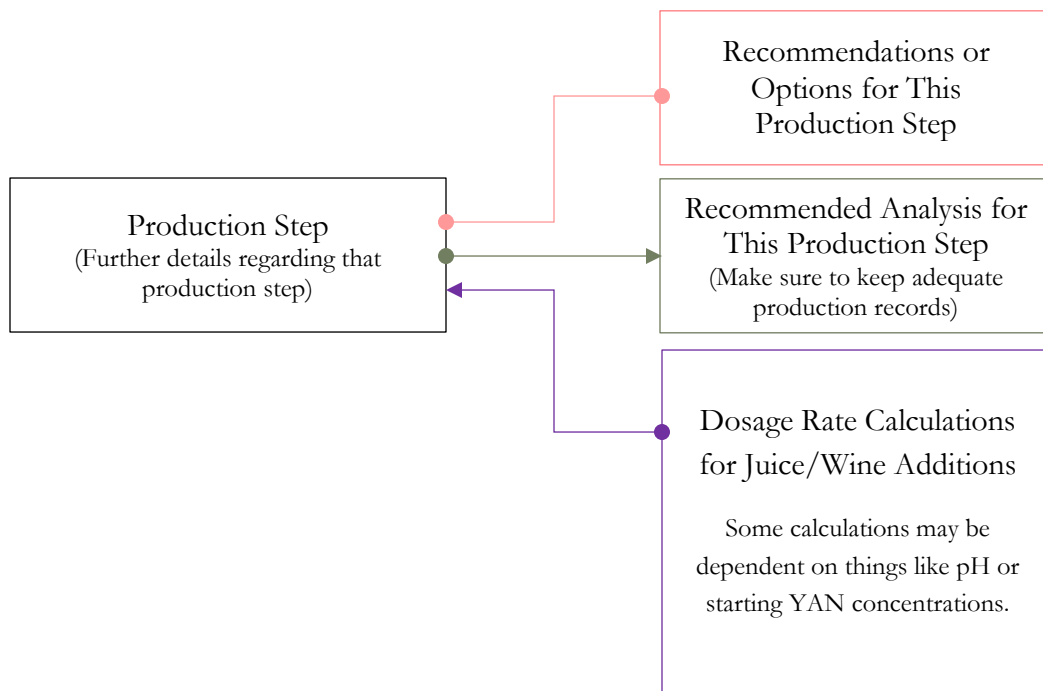 Recommendations or
Options for This
Production Step
Production Step
(Further details regarding that
production step)
Recommended Analysis for
This Production Step
(Make sure to keep adequate
production records)
Dosage Rate Calculations
for Juice/Wine Additions
Some calculations may be
dependent on things like pH or
starting YAN concentrations.